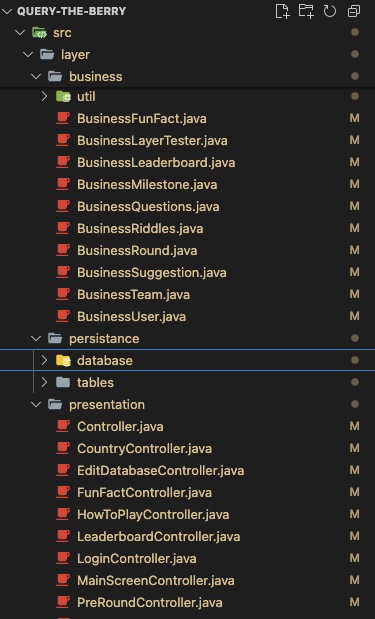 QUERY-THE-BERRY
src
layer
business
util
BusinessFunFact.java M
BusinessLayerTester.java M
BusinessLeaderboard.java M
BusinessMilestone.java M
BusinessQuestions.java M
BusinessRiddles.java M
BusinessRound.java M
BusinessSuggestion.java M
BusinessTeam.java M
BusinessUser.java M
persistance
database
tables
presentation
Controller.java M
CountryController.java M
EditDatabaseController.java M
FunFactController.java M
HowToPlayController.java M
LeaderboardController.java M
LoginController.java M
MainScreenController.java M
PreRoundController.java M